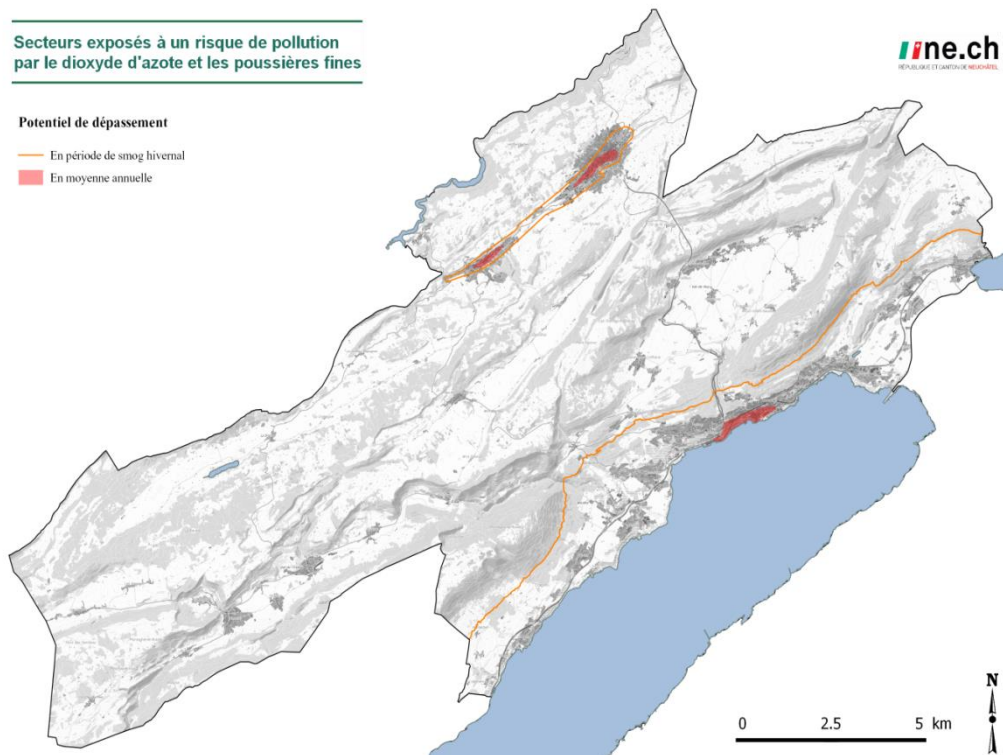 Secteurs exposés à un risque de pollution
par le dioxyde d'azote et les poussières fines
ne.ch
RÉPUBLIQUE ET CANTON DE NEUCHÂTEL
Potentiel de dépassement
En période de smog hivernal
En moyenne annuelle
N
0 2.5 5 km